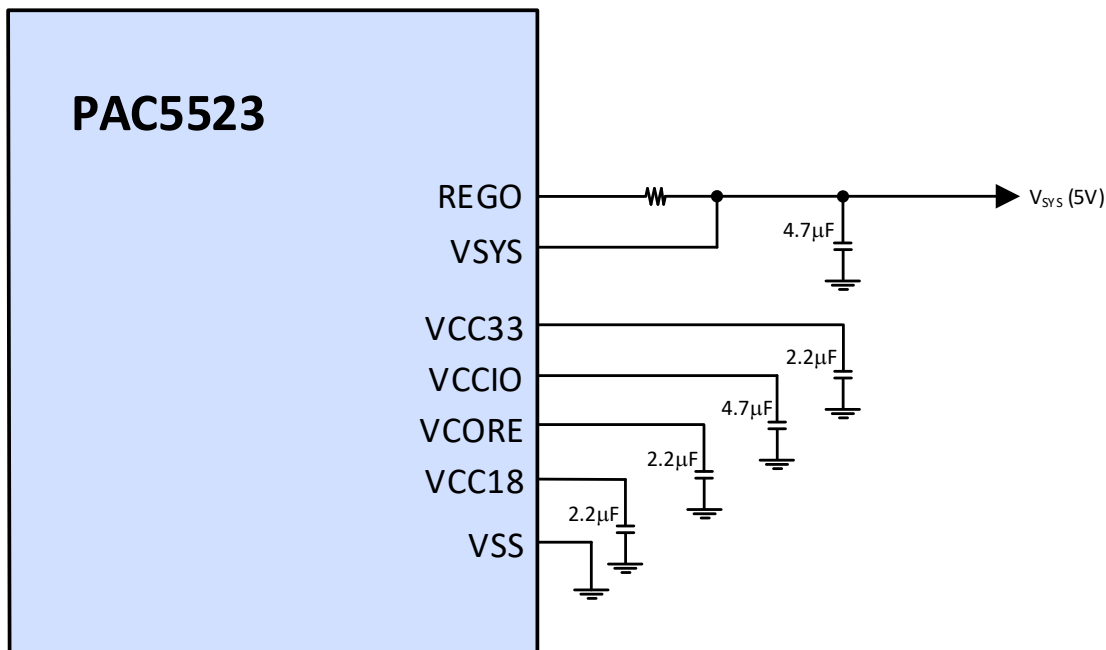 PAC5523
REGO
V_SYS (5V)
VSYS
4.7µF
VCC33
2.2µF
VCCIO
4.7µF
VCORE
2.2µF
VCC18
2.2µF
VSS